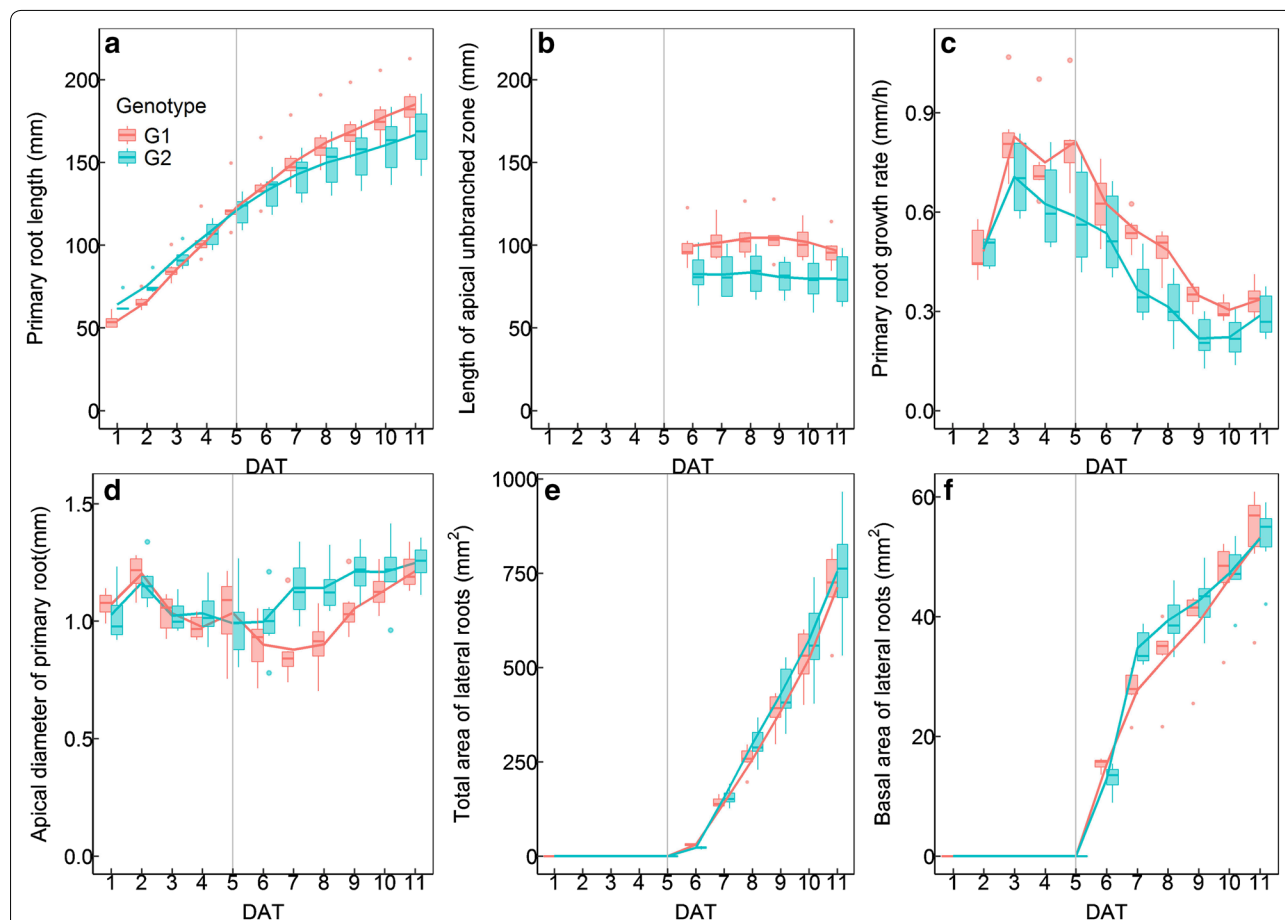 a
Primary root length (mm)
200
150
100
50
0
Genotype
G1
G2
1 2 3 4 5 6 7 8 9 10 11
DAT
b
Length of apical unbranched zone (mm)
200
150
100
50
0
1 2 3 4 5 6 7 8 9 10 11
DAT
c
Primary root growth rate (mm/h)
0.9
0.6
0.3
0.0
1 2 3 4 5 6 7 8 9 10 11
DAT
d
Apical diameter of primary root(mm)
1.5
1.0
0.5
0.0
1 2 3 4 5 6 7 8 9 10 11
DAT
e
Total area of lateral roots (mm²)
1000
750
500
250
0
1 2 3 4 5 6 7 8 9 10 11
DAT
f
Basal area of lateral roots (mm²)
60
40
20
0
1 2 3 4 5 6 7 8 9 10 11
DAT